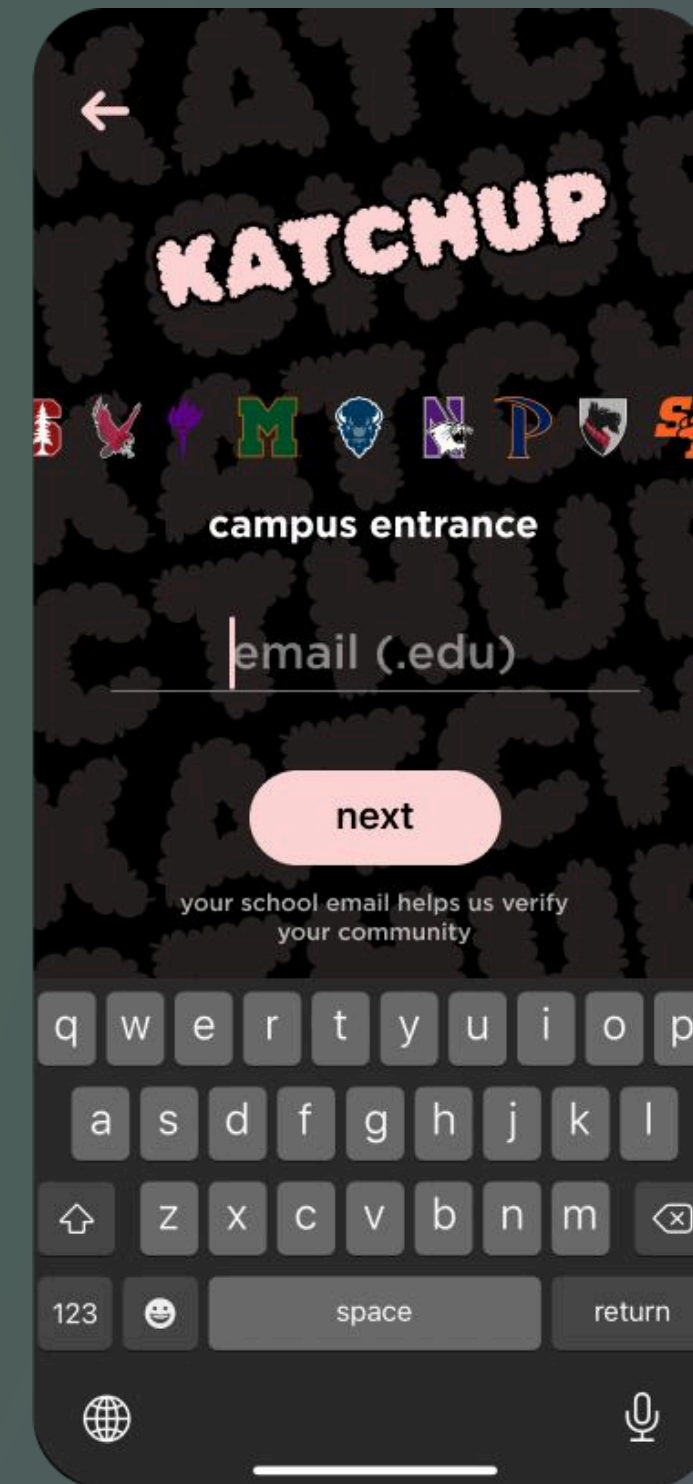 KATCHUP
S M N P S
campus entrance
email (.edu)
next
your school email helps us verify
your community
q w e r t y u i o p
a s d f g h j k l
z x c v b n m
123 space return